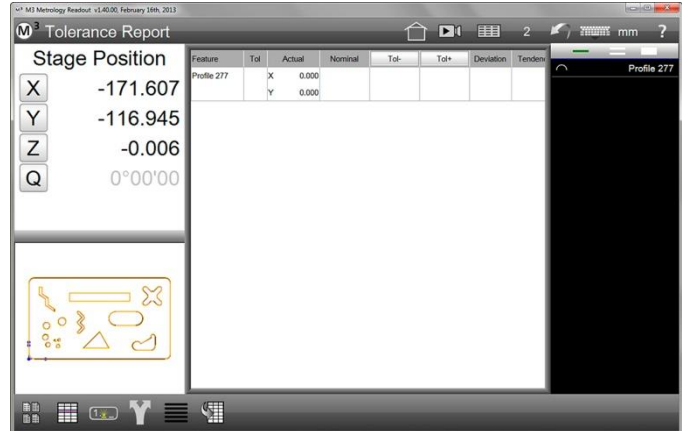 M³ M3 Metrology Readout v1.40.00, February 16th, 2013
M³ Tolerance Report
2
mm
?
Stage Position
X -171.607
Y -116.945
Z -0.006
Q 0°00'00
Feature Tol Actual Nominal Tol- Tol+ Deviation Tenden
Profile 277 X 0.000
Y 0.000
Profile 277